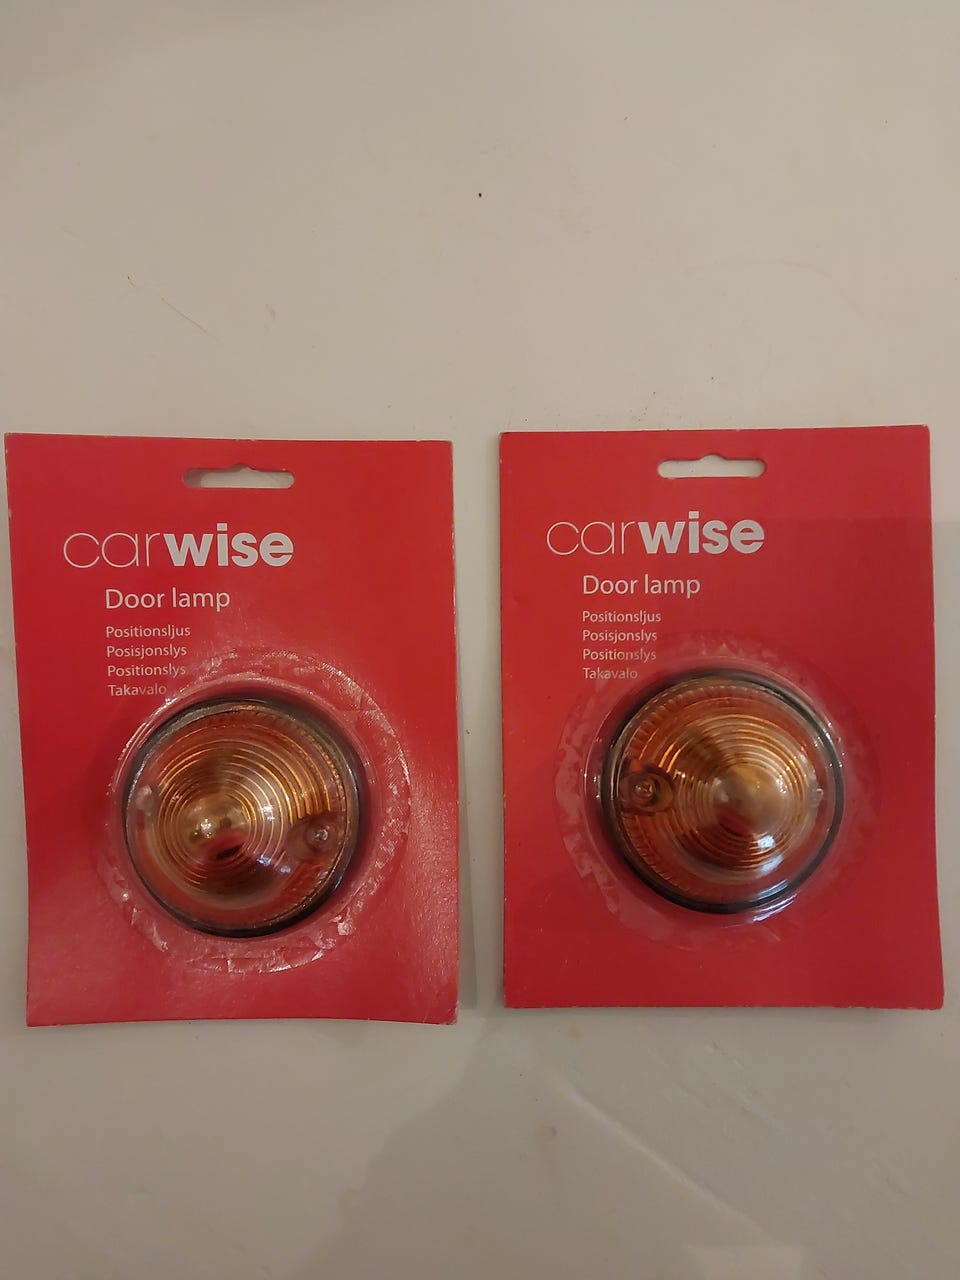 carwise
Door lamp
Positionsljus
Posisjonslys
Positionslys
Takavalo
carwise
Door lamp
Positionsljus
Posisjonslys
Positionslys
Takavalo